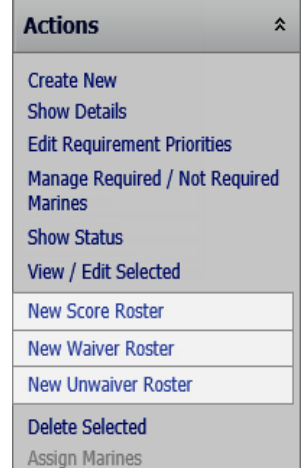 Actions
Create New
Show Details
Edit Requirement Priorities
Manage Required / Not Required
Marines
Show Status
View / Edit Selected
New Score Roster
New Waiver Roster
New Unwaiver Roster
Delete Selected
Assign Marines